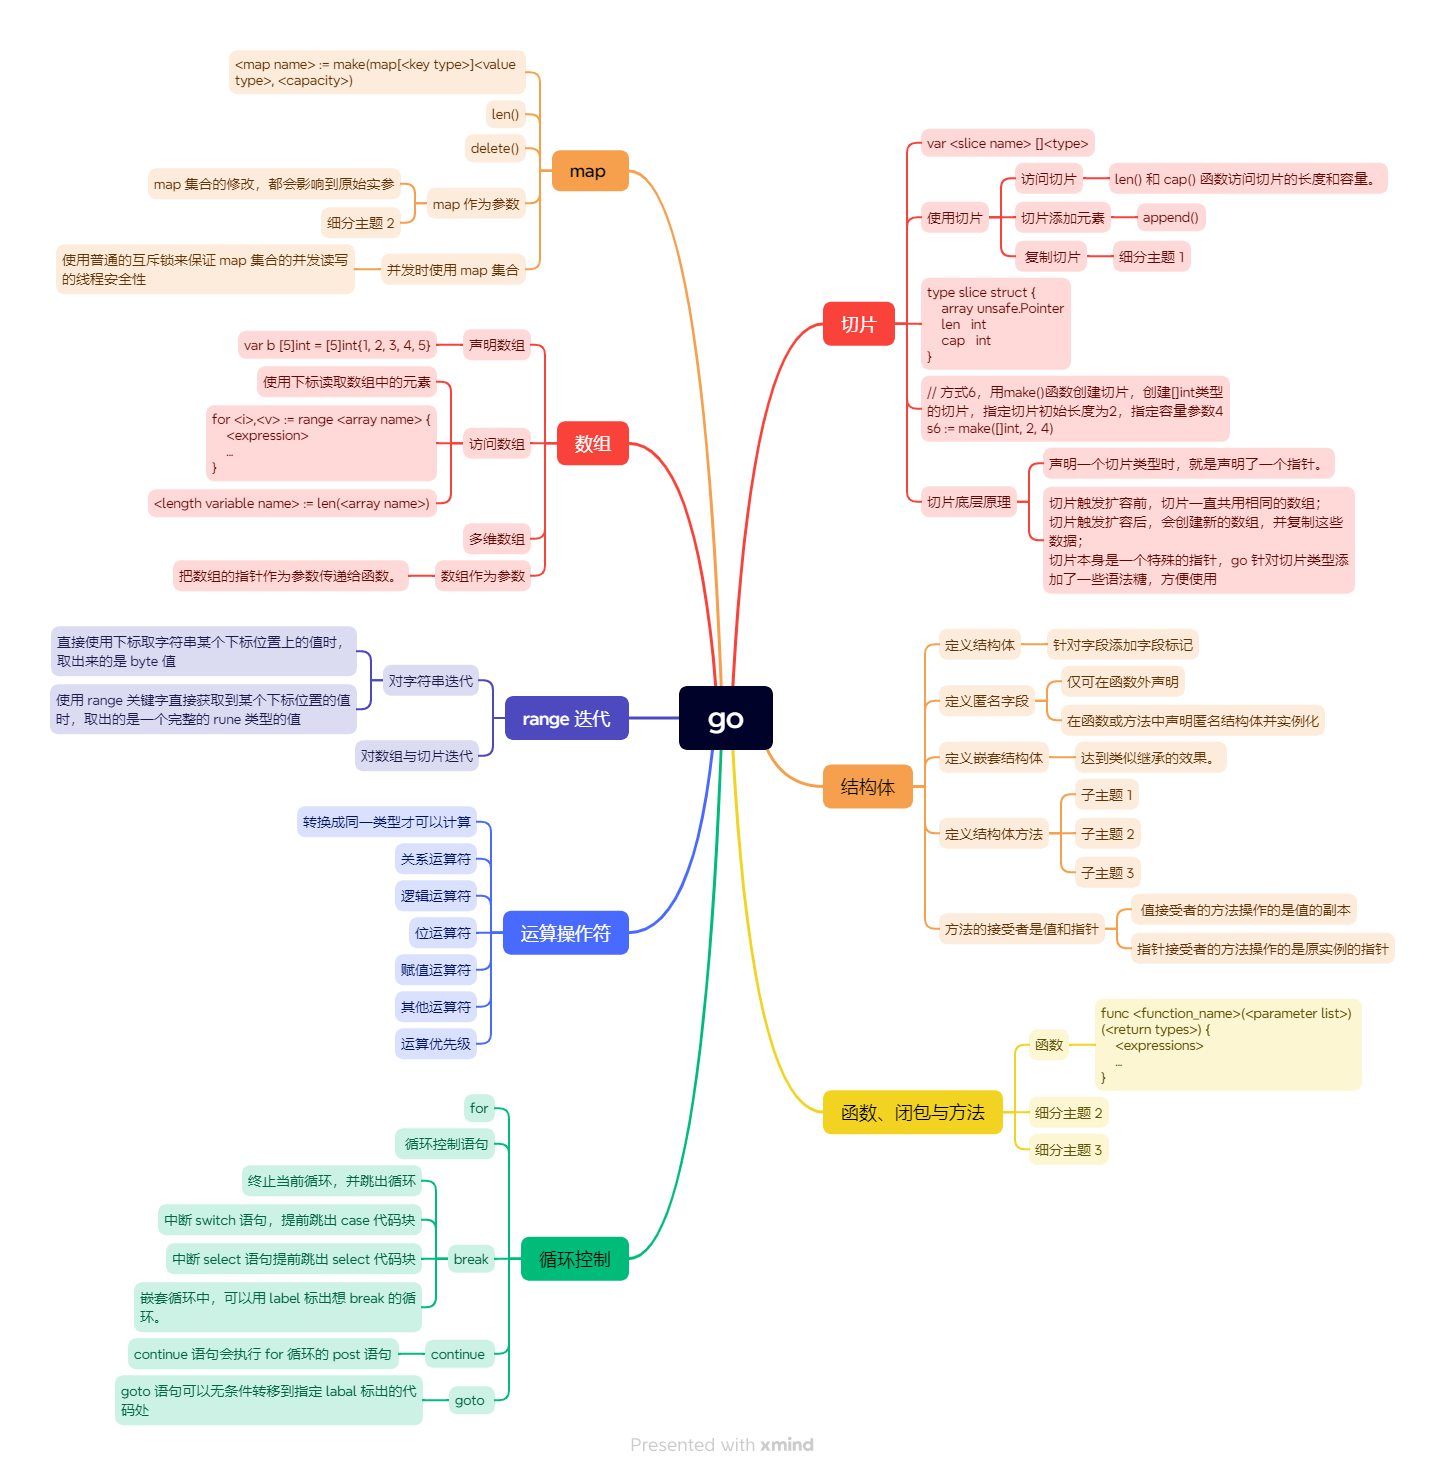 go
切片
var <slice name> []<type>
使用切片
访问切片
len() 和 cap() 函数访问切片的长度和容量。
切片添加元素
append()
复制切片
细分主题 1
type slice struct {
    array unsafe.Pointer
    len   int
    cap   int
}
// 方式6，用make()函数创建切片，创建[]int类型
的切片，指定切片初始长度为2，指定容量参数4
s6 := make([]int, 2, 4)
切片底层原理
声明一个切片类型时，就是声明了一个指针。
切片触发扩容前，切片一直共用相同的数组；
切片触发扩容后，会创建新的数组，并复制这些
数据；
切片本身是一个特殊的指针，go 针对切片类型添
加了一些语法糖，方便使用
结构体
定义结构体
针对字段添加字段标记
定义匿名字段
仅可在函数外声明
在函数或方法中声明匿名结构体并实例化
定义嵌套结构体
达到类似继承的效果。
定义结构体方法
子主题 1
子主题 2
子主题 3
方法的接受者是值和指针
值接受者的方法操作的是值的副本
指针接受者的方法操作的是原实例的指针
函数、闭包与方法
函数
func <function_name>(<parameter list>)
(<return types>) {
    <expressions>
    ...
}
细分主题 2
细分主题 3
map
<map name> := make(map[<key type>]<value
type>, <capacity>)
len()
delete()
map 作为参数
map 集合的修改，都会影响到原始实参
细分主题 2
并发时使用 map 集合
使用普通的互斥锁来保证 map 集合的并发读写
的线程安全性
数组
声明数组
var b [5]int = [5]int{1, 2, 3, 4, 5}
访问数组
使用下标读取数组中的元素
for <i>,<v> := range <array name> {
    <expression>
    ...
}
<length variable name> := len(<array name>)
多维数组
数组作为参数
把数组的指针作为参数传递给函数。
range 迭代
对字符串迭代
直接使用下标取字符串某个下标位置上的值时，
取出来的是 byte 值
使用 range 关键字直接获取到某个下标位置的值
时，取出的是一个完整的 rune 类型的值
对数组与切片迭代
运算操作符
转换成同一类型才可以计算
关系运算符
逻辑运算符
位运算符
赋值运算符
其他运算符
运算优先级
循环控制
for
循环控制语句
break
终止当前循环，并跳出循环
中断 switch 语句，提前跳出 case 代码块
中断 select 语句提前跳出 select 代码块
嵌套循环中，可以用 label 标出想 break 的循
环。
continue
continue 语句会执行 for 循环的 post 语句
goto
goto 语句可以无条件转移到指定 labal 标出的代
码处
Presented with xmind